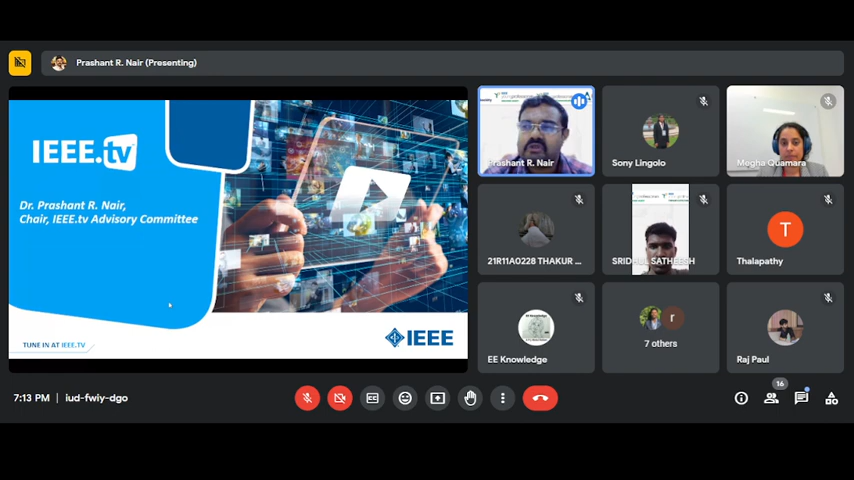 Prashant R. Nair (Presenting)
IEEE.tv
Dr. Prashant R. Nair,
Chair, IEEE.tv Advisory Committee
TUNE IN AT IEEE.TV
IEEE
Prashant R. Nair
Sony Lingolo
Megha Quamara
21R11A0228 THAKUR ...
SRIDHUL SATHEESH
T
Thalapathy
EE Knowledge
r
7 others
Raj Paul
7:13 PM | iud-fwiy-dgo
16